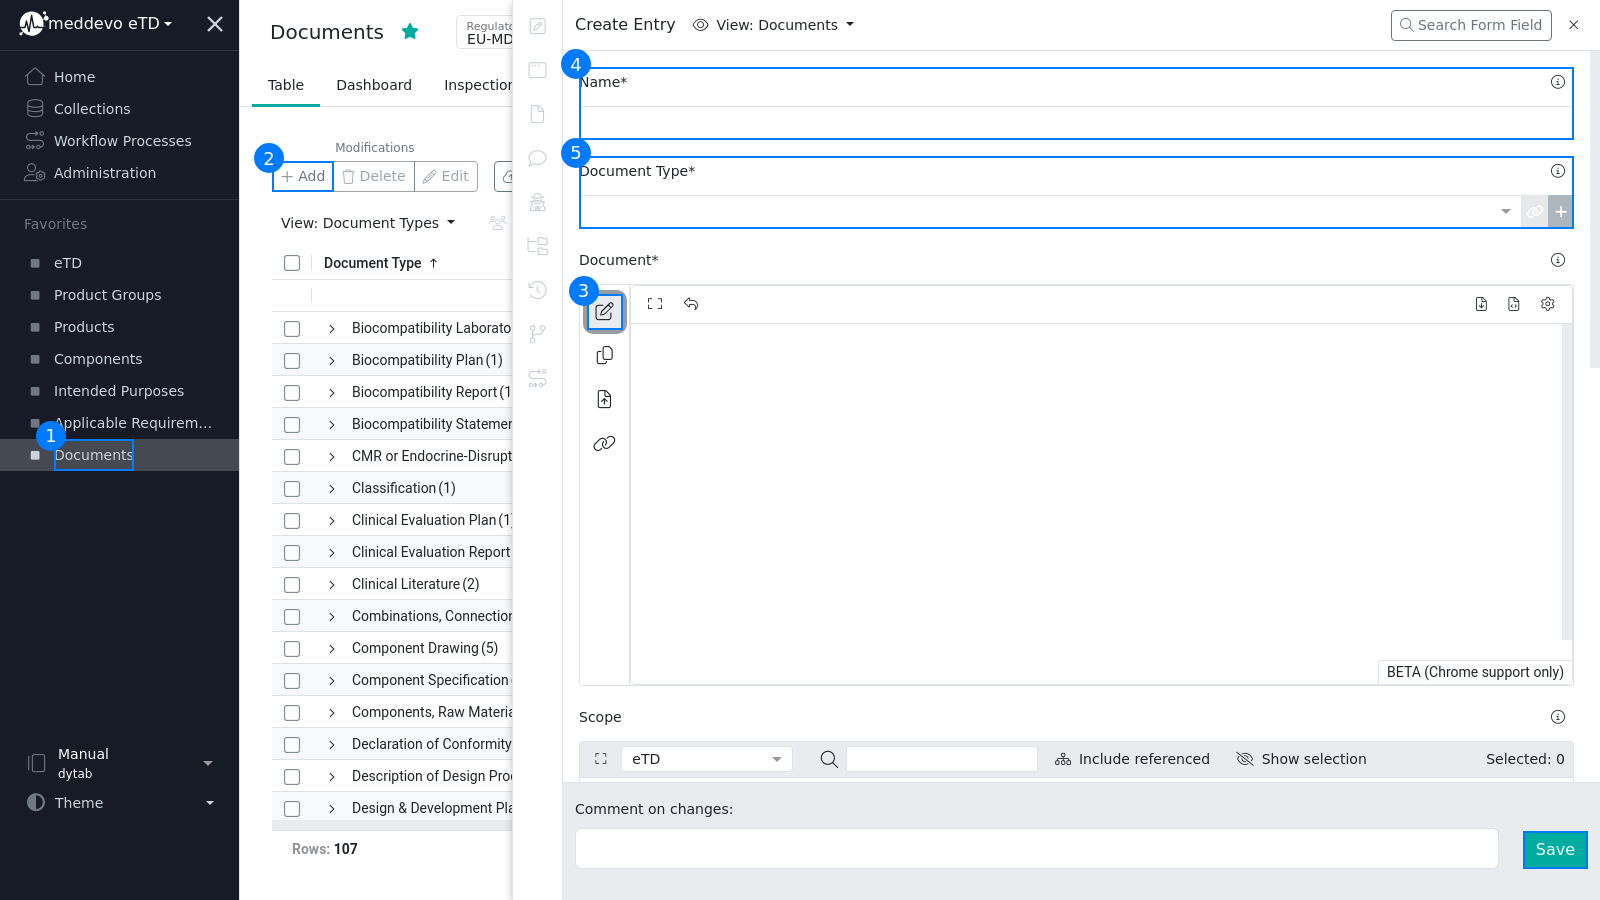 meddevo eTD
Home
Collections
Workflow Processes
Administration
Favorites
eTD
Product Groups
Products
Components
Intended Purposes
Applicable Requirem...
1
Documents
Manual
dytab
Theme
Documents
Regulato
EU-MD
Table
Dashboard
Inspection
Modifications
2
Add
Delete
Edit
View: Document Types
Document Type
Biocompatibility Laborato
Biocompatibility Plan (1)
Biocompatibility Report (1
Biocompatibility Statemen
CMR or Endocrine-Disrupt
Classification (1)
Clinical Evaluation Plan (1)
Clinical Evaluation Report
Clinical Literature (2)
Combinations, Connection
Component Drawing (5)
Component Specification (
Components, Raw Materia
Declaration of Conformity
Description of Design Proc
Design & Development Pla
Rows: 107
Create Entry
View: Documents
Search Form Field
4
Name*
5
Document Type*
Document*
3
BETA (Chrome support only)
Scope
eTD
Include referenced
Show selection
Selected: 0
Comment on changes:
Save